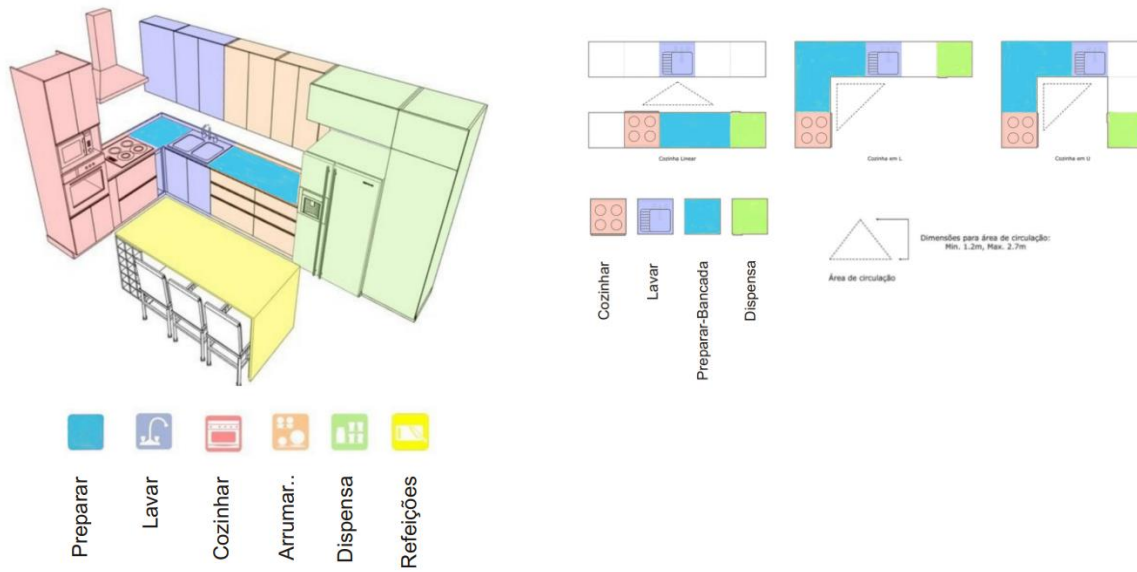 Cozinha Linear
Cozinha em L
Cozinha em U
Cozinhar
Lavar
Preparar-Bancada
Dispensa
Área de circulação
Dimensões para área de circulação:
Min. 1.2m, Max. 2.7m
Preparar
Lavar
Cozinhar
Arrumar..
Dispensa
Refeições